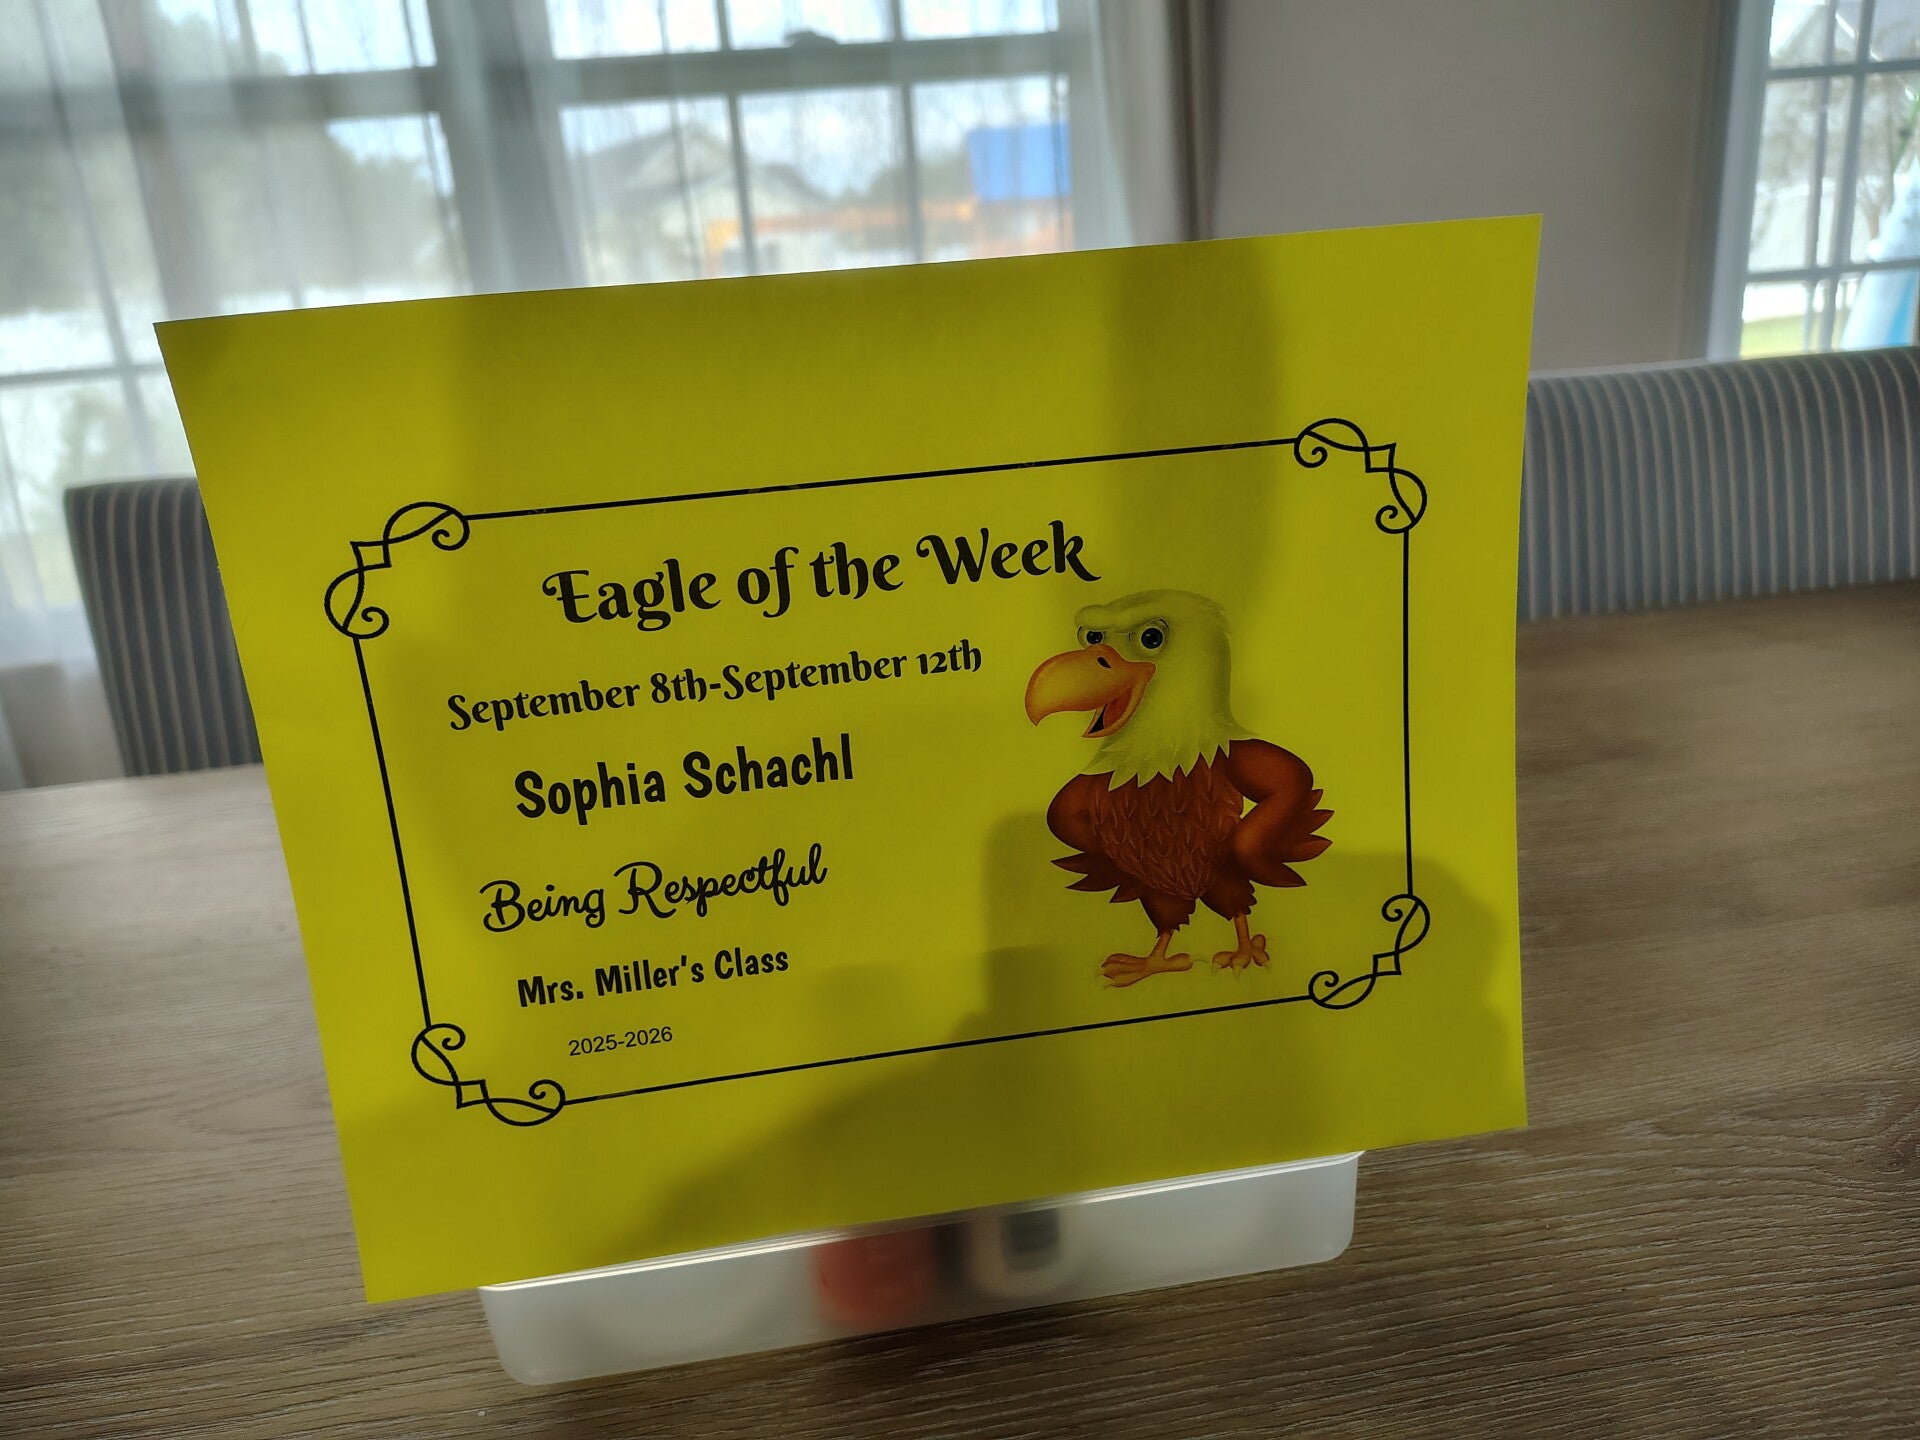 Eagle of the Week
September 8th-September 12th
Sophia Schachl
Being Respectful
Mrs. Miller's Class
2025-2026